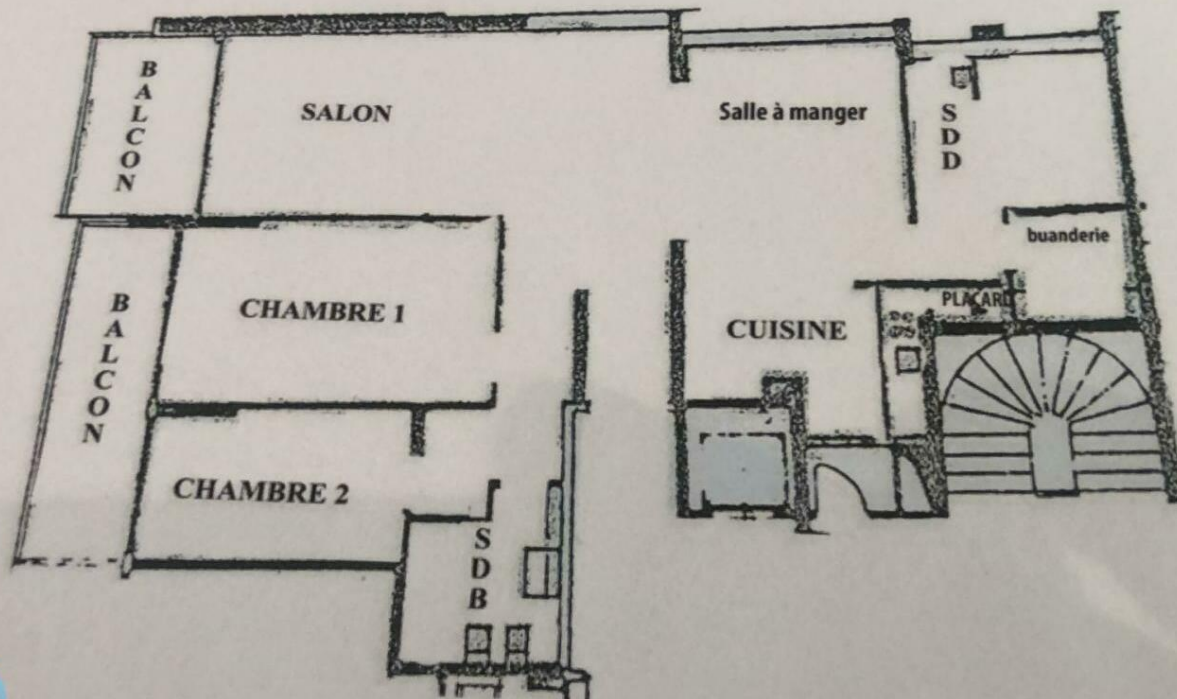 BALCON
SALON
Salle à manger
SDD
buanderie
BALCON
CHAMBRE 1
CUISINE
PLACARD
CHAMBRE 2
SDB